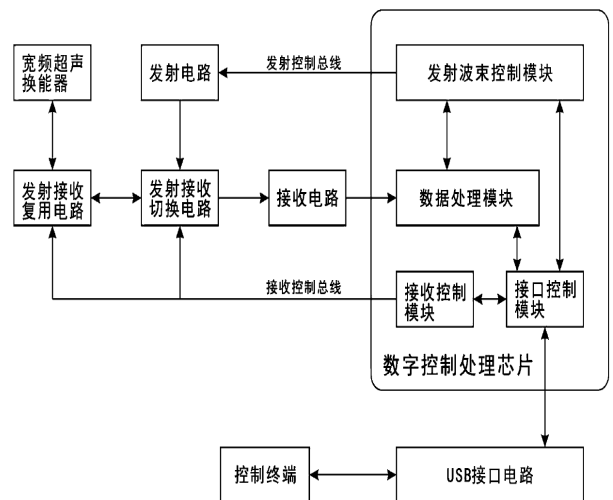 宽频超声
换能器
发射电路
发射控制总线
发射波束控制模块
发射接收
复用电路
发射接收
切换电路
接收电路
数据处理模块
接收控制总线
接收控制
模块
接口控制
模块
数字控制处理芯片
控制终端
USB接口电路